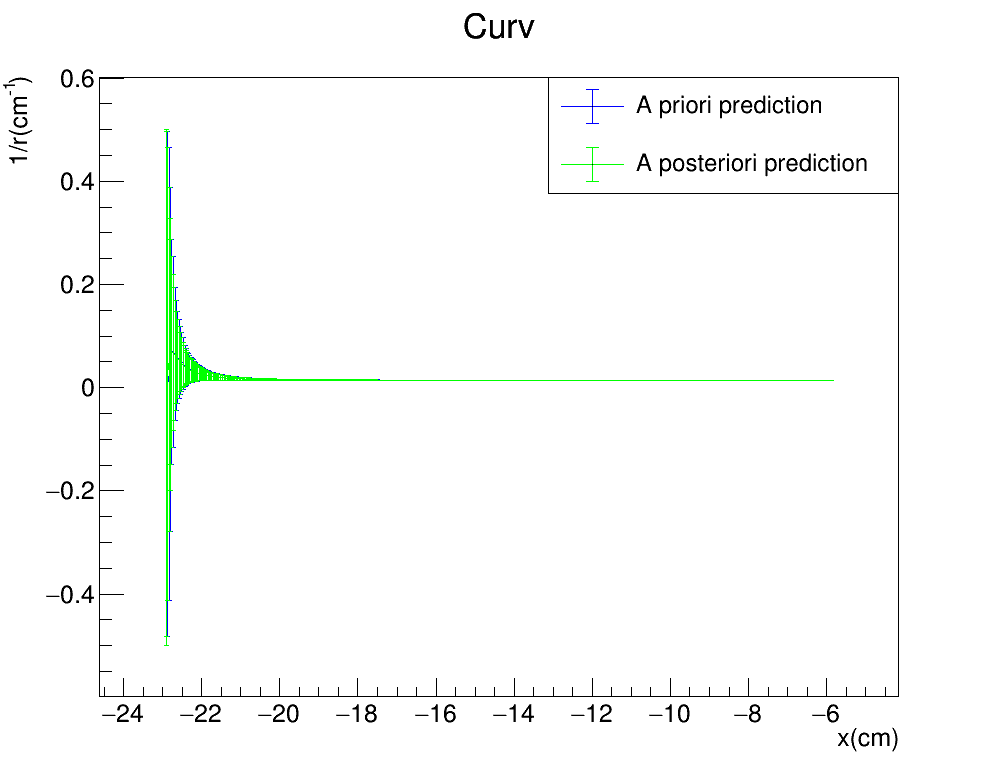 Curv
1/r(cm⁻¹)
A priori prediction
A posteriori prediction
0.6
0.4
0.2
0
−0.2
−0.4
−24 −22 −20 −18 −16 −14 −12 −10 −8 −6
x(cm)